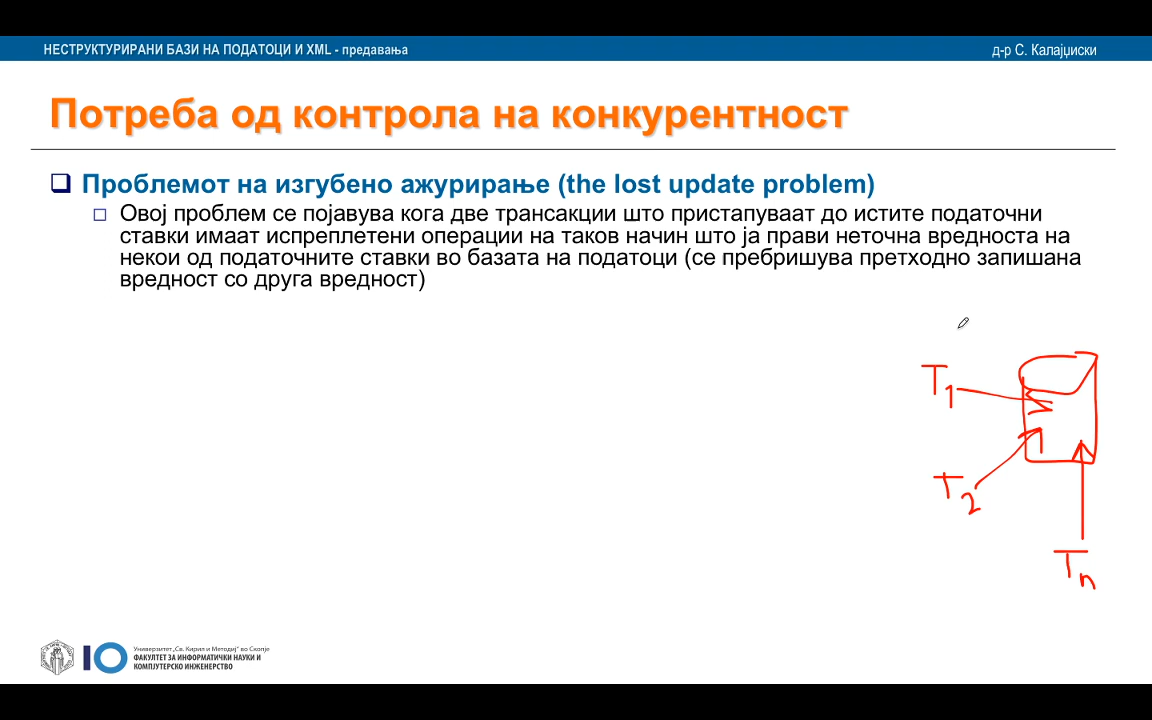 НЕСТРУКТУРИРАНИ БАЗИ НА ПОДАТОЦИ И XML - предавања
д-р С. Калајџиски
Потреба од контрола на конкурентност
Проблемот на изгубено ажурирање (the lost update problem)
Овој проблем се појавува кога две трансакции што пристапуваат до истите податочни
ставки имаат испреплетени операции на таков начин што ја прави неточна вредноста на
некои од податочните ставки во базата на податоци (се пребришува претходно запишана
вредност со друга вредност)
T1
T2
Tn
Универзитет „Св. Кирил и Методиј" во Скопје
ФАКУЛТЕТ ЗА ИНФОРМАТИЧКИ НАУКИ И
КОМПЈУТЕРСКО ИНЖЕНЕРСТВО